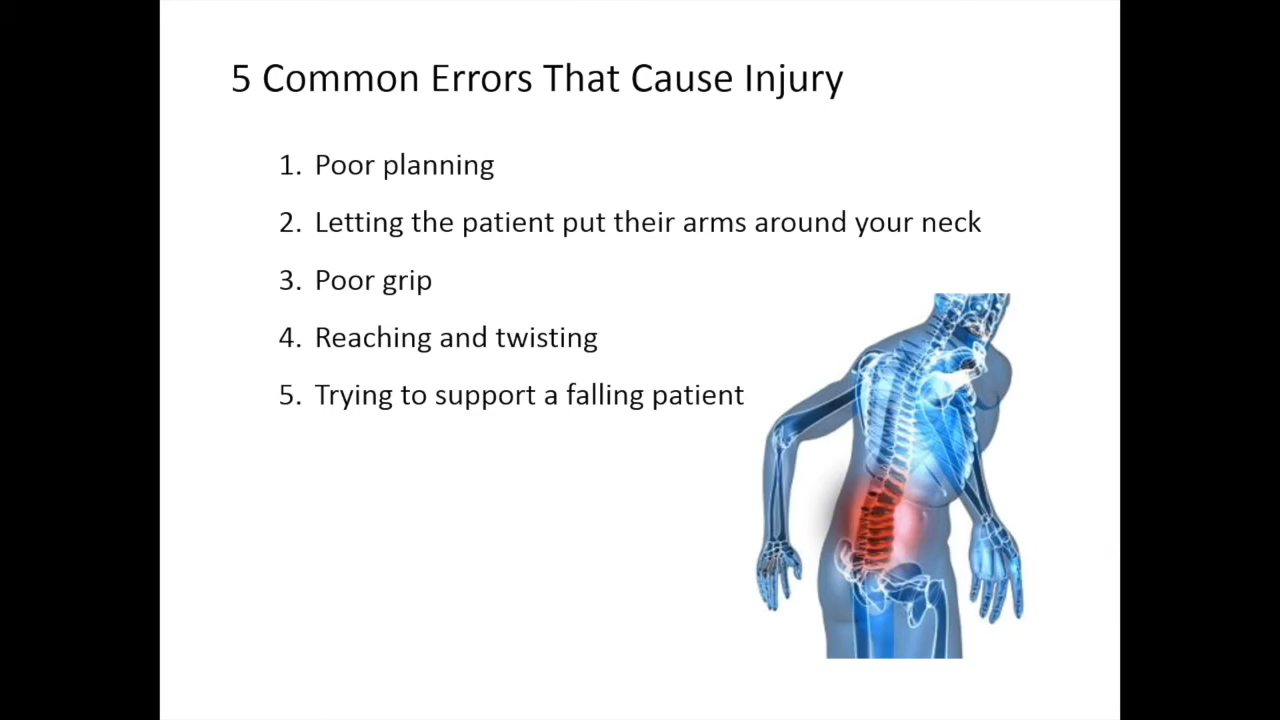 5 Common Errors That Cause Injury
1. Poor planning
2. Letting the patient put their arms around your neck
3. Poor grip
4. Reaching and twisting
5. Trying to support a falling patient